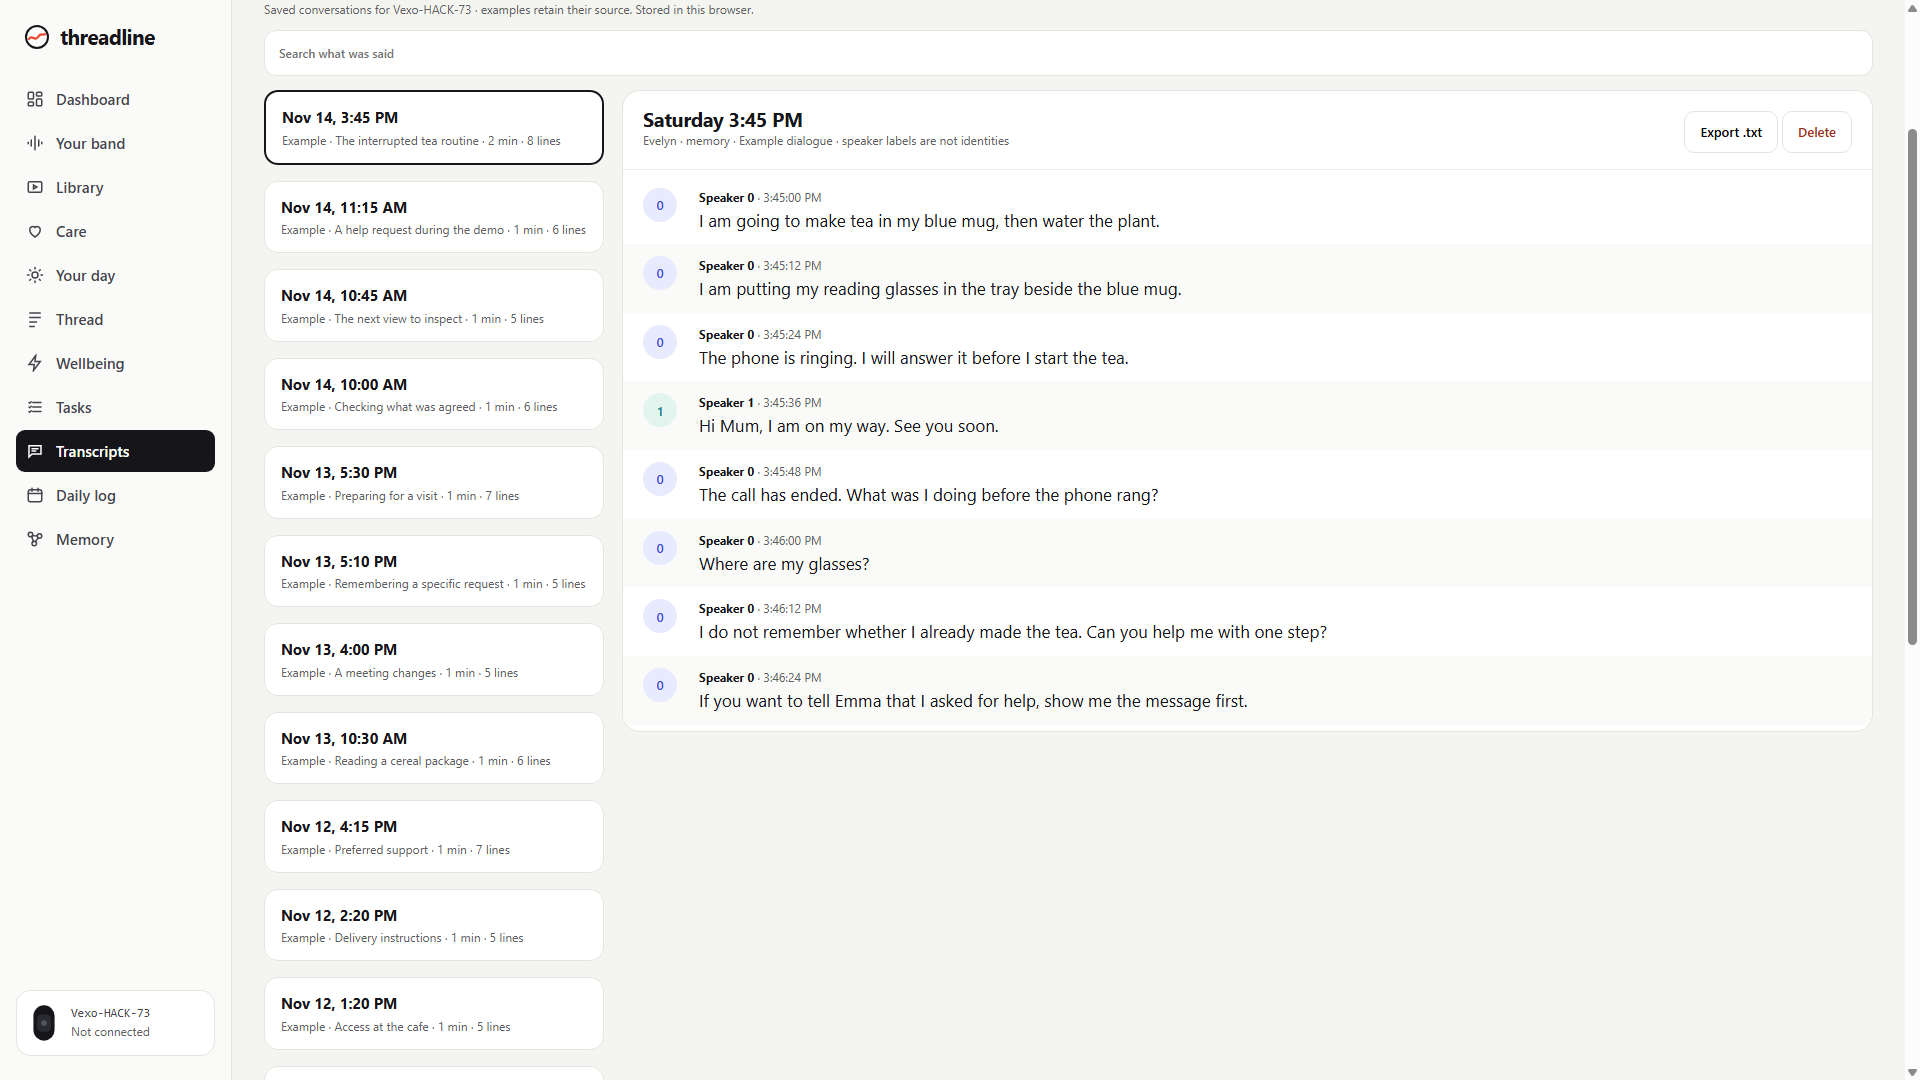 threadline
Dashboard
Your band
Library
Care
Your day
Thread
Wellbeing
Tasks
Transcripts
Daily log
Memory
Vexo-HACK-73
Not connected
Saved conversations for Vexo-HACK-73 · examples retain their source. Stored in this browser.
Search what was said
Nov 14, 3:45 PM
Example · The interrupted tea routine · 2 min · 8 lines
Nov 14, 11:15 AM
Example · A help request during the demo · 1 min · 6 lines
Nov 14, 10:45 AM
Example · The next view to inspect · 1 min · 5 lines
Nov 14, 10:00 AM
Example · Checking what was agreed · 1 min · 6 lines
Nov 13, 5:30 PM
Example · Preparing for a visit · 1 min · 7 lines
Nov 13, 5:10 PM
Example · Remembering a specific request · 1 min · 5 lines
Nov 13, 4:00 PM
Example · A meeting changes · 1 min · 5 lines
Nov 13, 10:30 AM
Example · Reading a cereal package · 1 min · 6 lines
Nov 12, 4:15 PM
Example · Preferred support · 1 min · 7 lines
Nov 12, 2:20 PM
Example · Delivery instructions · 1 min · 5 lines
Nov 12, 1:20 PM
Example · Access at the cafe · 1 min · 5 lines
Saturday 3:45 PM
Evelyn · memory · Example dialogue · speaker labels are not identities
Export .txt
Delete
0
Speaker 0 · 3:45:00 PM
I am going to make tea in my blue mug, then water the plant.
0
Speaker 0 · 3:45:12 PM
I am putting my reading glasses in the tray beside the blue mug.
0
Speaker 0 · 3:45:24 PM
The phone is ringing. I will answer it before I start the tea.
1
Speaker 1 · 3:45:36 PM
Hi Mum, I am on my way. See you soon.
0
Speaker 0 · 3:45:48 PM
The call has ended. What was I doing before the phone rang?
0
Speaker 0 · 3:46:00 PM
Where are my glasses?
0
Speaker 0 · 3:46:12 PM
I do not remember whether I already made the tea. Can you help me with one step?
0
Speaker 0 · 3:46:24 PM
If you want to tell Emma that I asked for help, show me the message first.